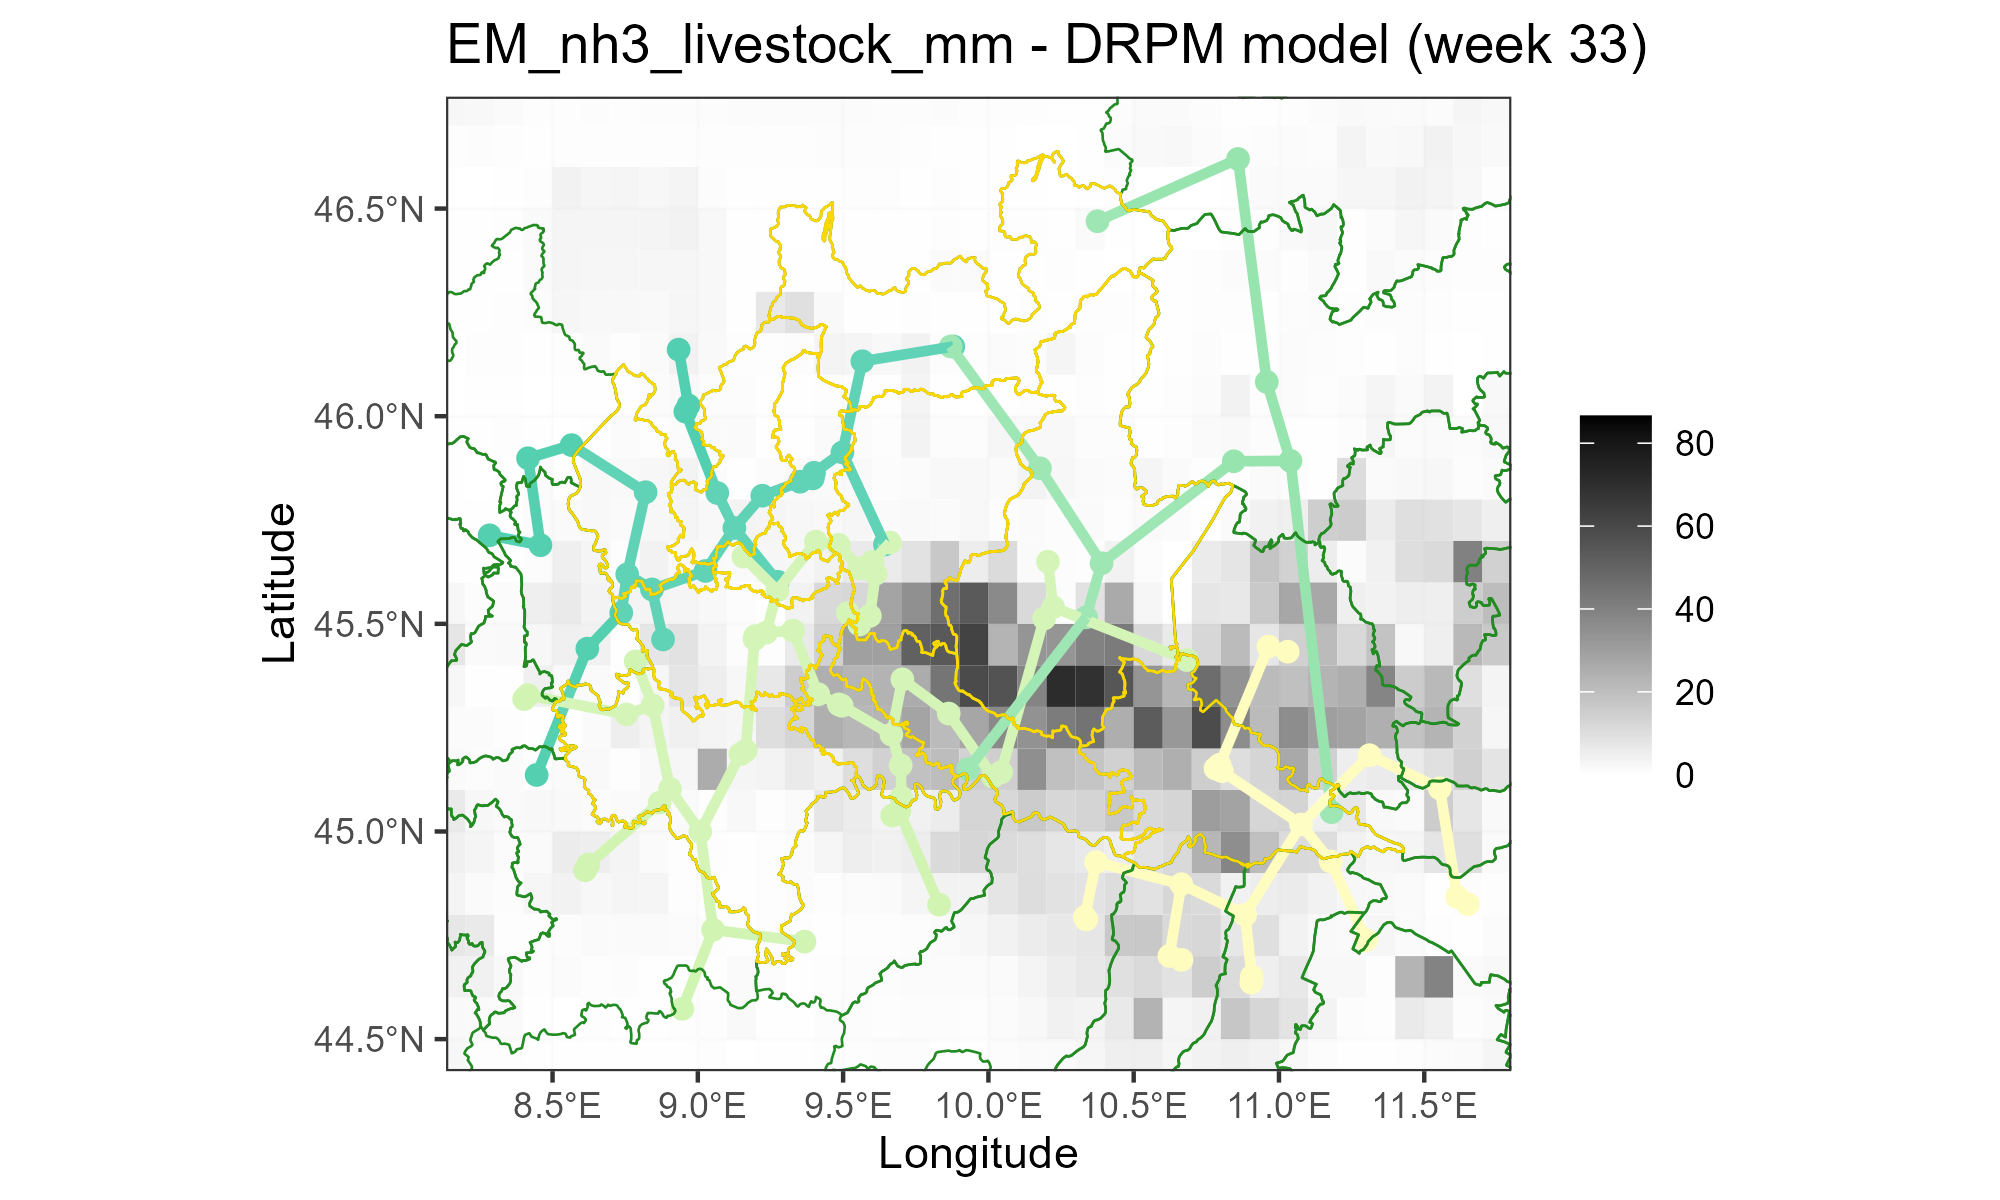 EM_nh3_livestock_mm - DRPM model (week 33)
46.5°N
46.0°N
45.5°N
45.0°N
44.5°N
Latitude
8.5°E 9.0°E 9.5°E 10.0°E 10.5°E 11.0°E 11.5°E
Longitude
80
60
40
20
0